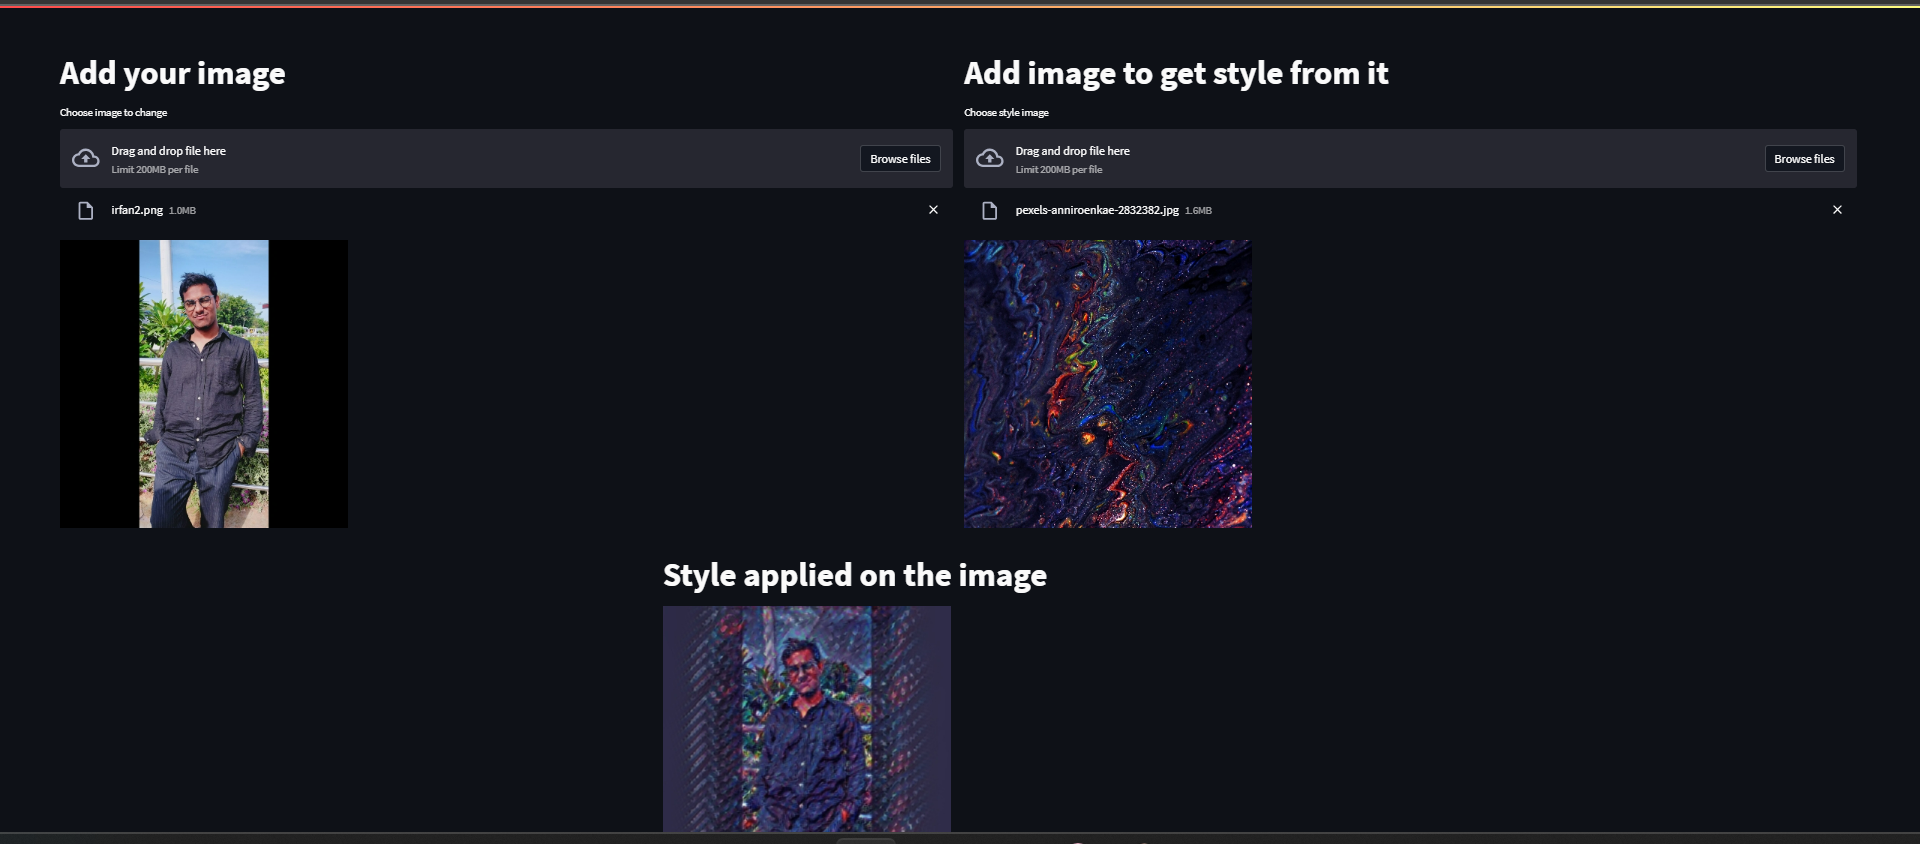 Add your image
Choose image to change
Drag and drop file here
Limit 200MB per file
Browse files
irfan2.png 1.0MB
Add image to get style from it
Choose style image
Drag and drop file here
Limit 200MB per file
Browse files
pexels-anniroenkae-2832382.jpg 1.6MB
Style applied on the image